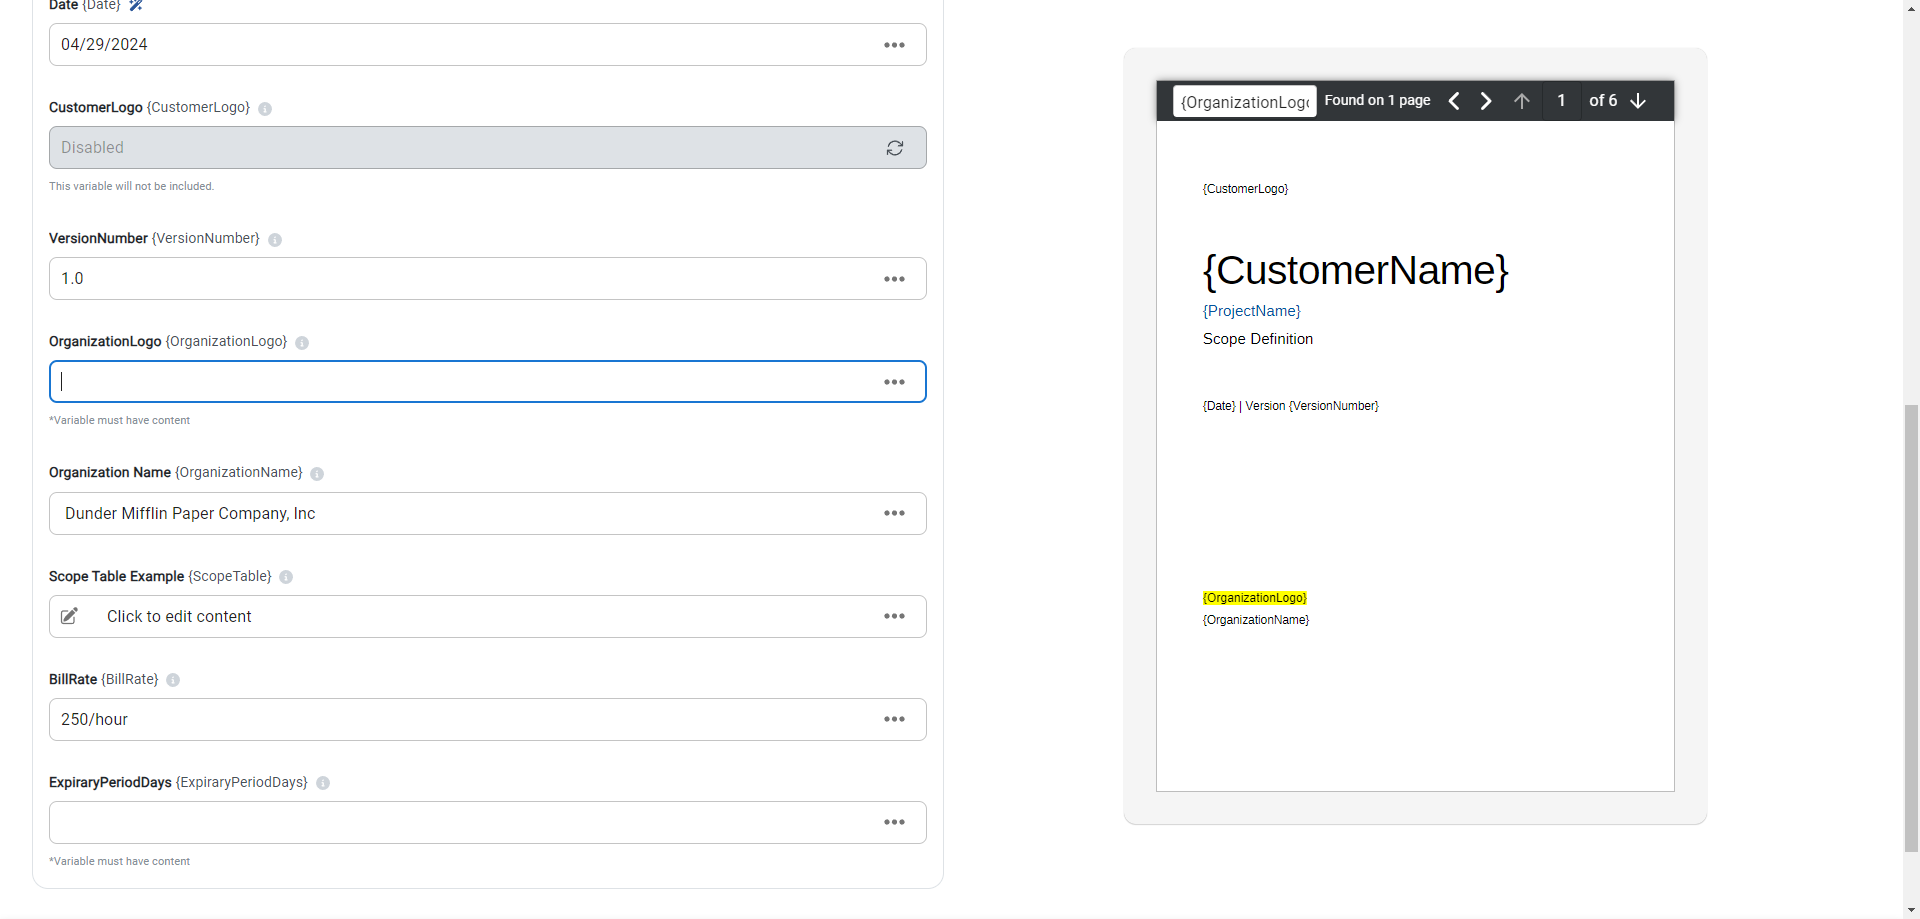 Date {Date}
04/29/2024
CustomerLogo {CustomerLogo}
Disabled
This variable will not be included.
VersionNumber {VersionNumber}
1.0
OrganizationLogo {OrganizationLogo}
*Variable must have content
Organization Name {OrganizationName}
Dunder Mifflin Paper Company, Inc
Scope Table Example {ScopeTable}
Click to edit content
BillRate {BillRate}
250/hour
ExpiraryPeriodDays {ExpiraryPeriodDays}
*Variable must have content
{OrganizationLogo Found on 1 page 1 of 6
{CustomerLogo}
{CustomerName}
{ProjectName}
Scope Definition
{Date} | Version {VersionNumber}
{OrganizationLogo}
{OrganizationName}